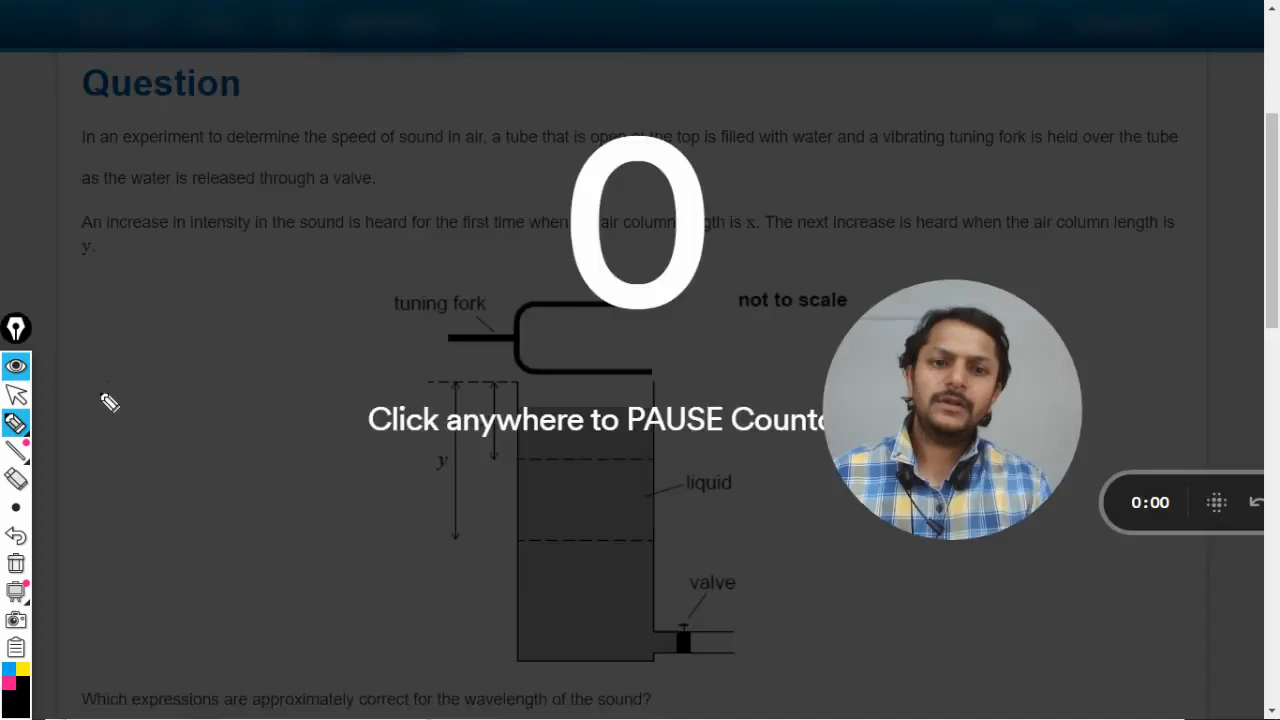 Question
In an experiment to determine the speed of sound in air, a tube that is open at the top is filled with water and a vibrating tuning fork is held over the tube
as the water is released through a valve.
An increase in intensity in the sound is heard for the first time when air column length is x. The next increase is heard when the air column length is
y.
0
tuning fork
not to scale
Click anywhere to PAUSE
y
liquid
0:00
valve
Which expressions are approximately correct for the wavelength of the sound?